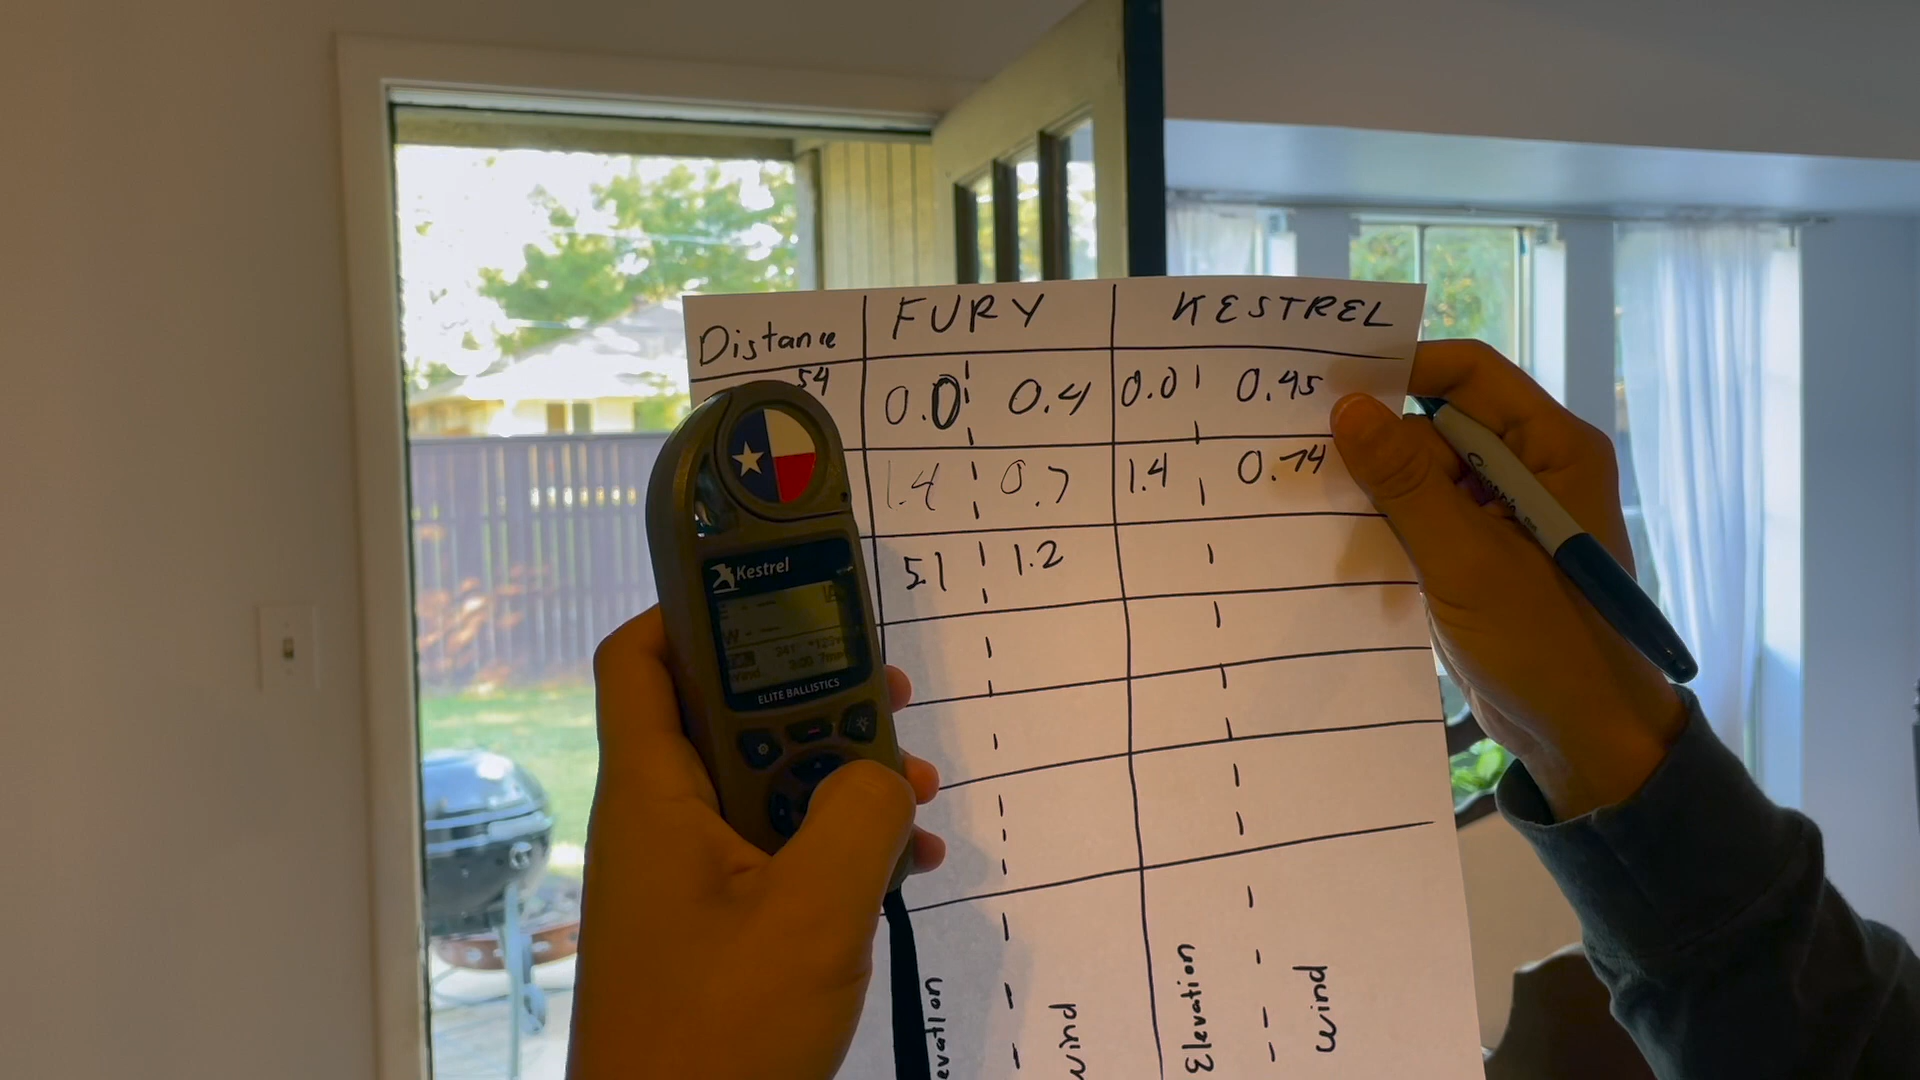 Distance FURY KESTREL
54 0.0 0.4 0.0 0.45
1.4 0.7 1.4 0.74
5.1 1.2
Kestrel
ELITE BALLISTICS
evation
wind
Elevation
wind